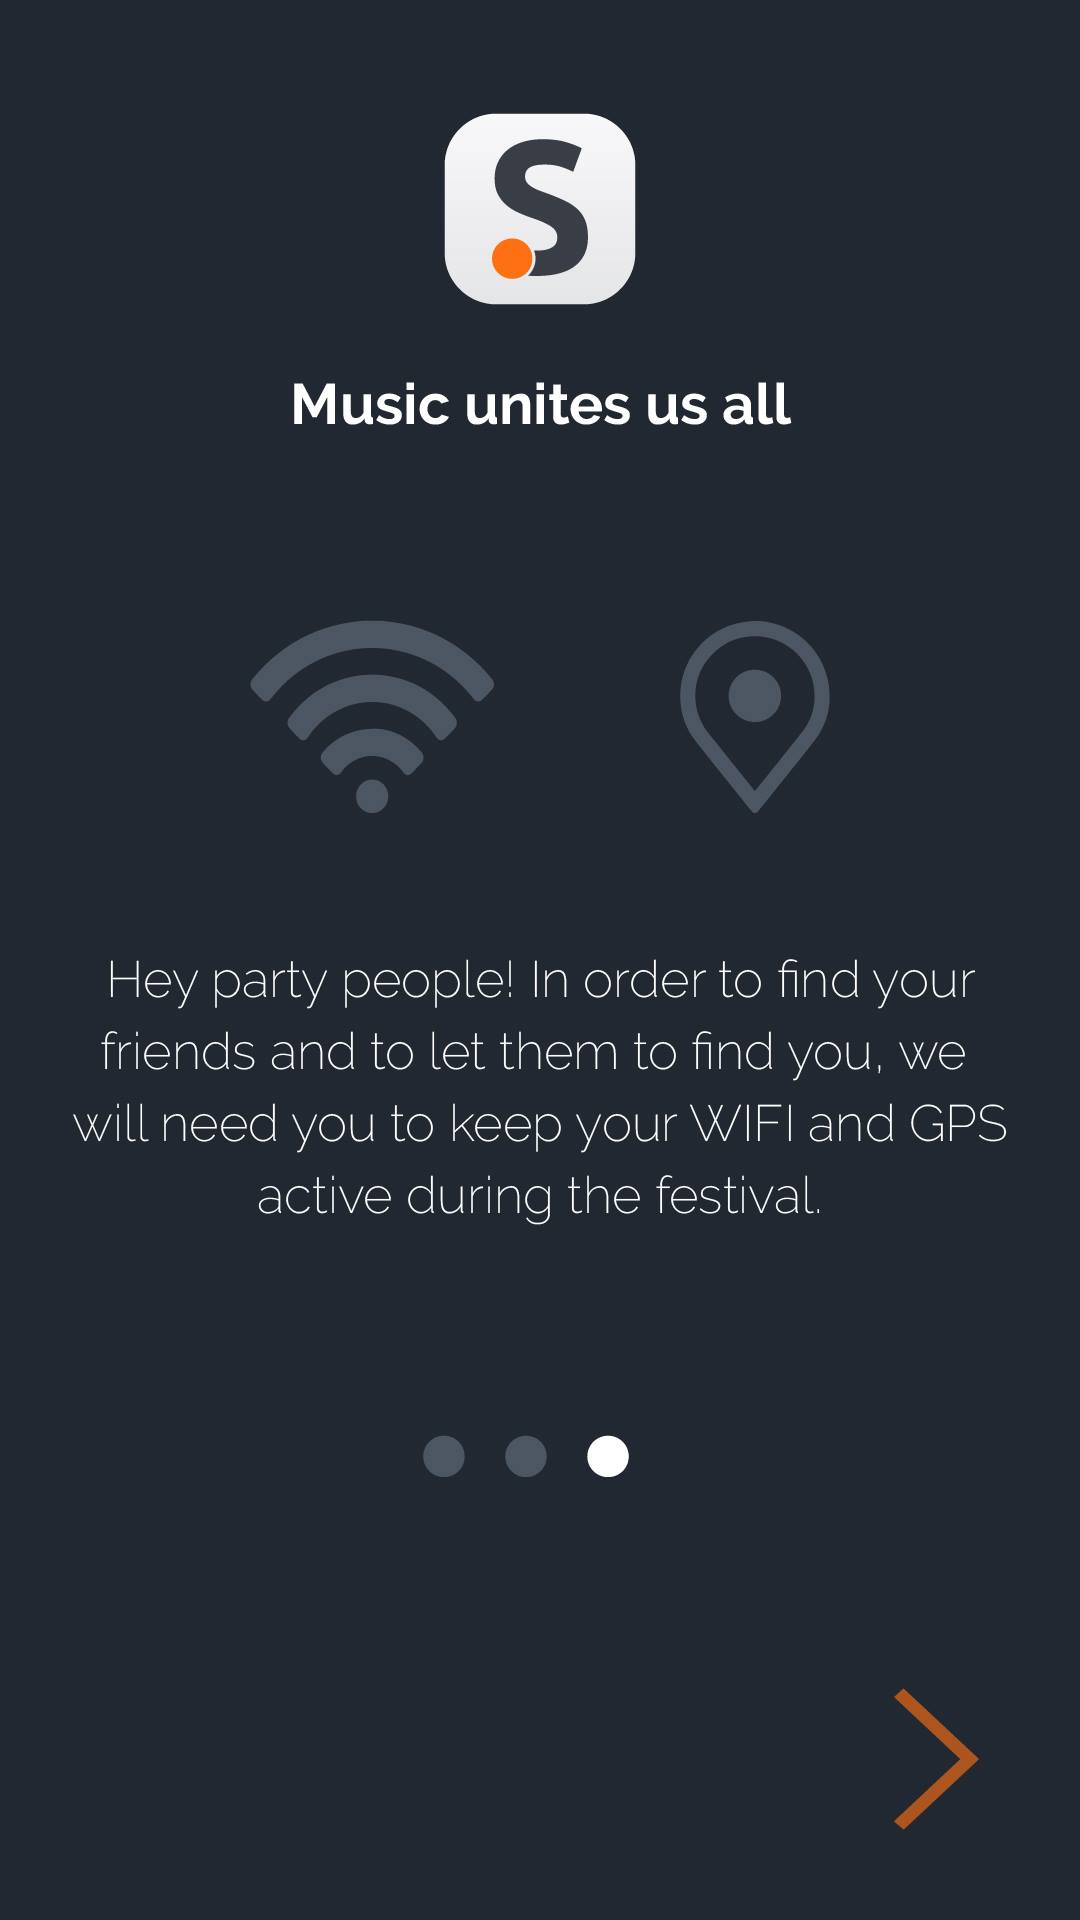 S
Music unites us all
Hey party people! In order to find your
friends and to let them to find you, we
will need you to keep your WIFI and GPS
active during the festival.